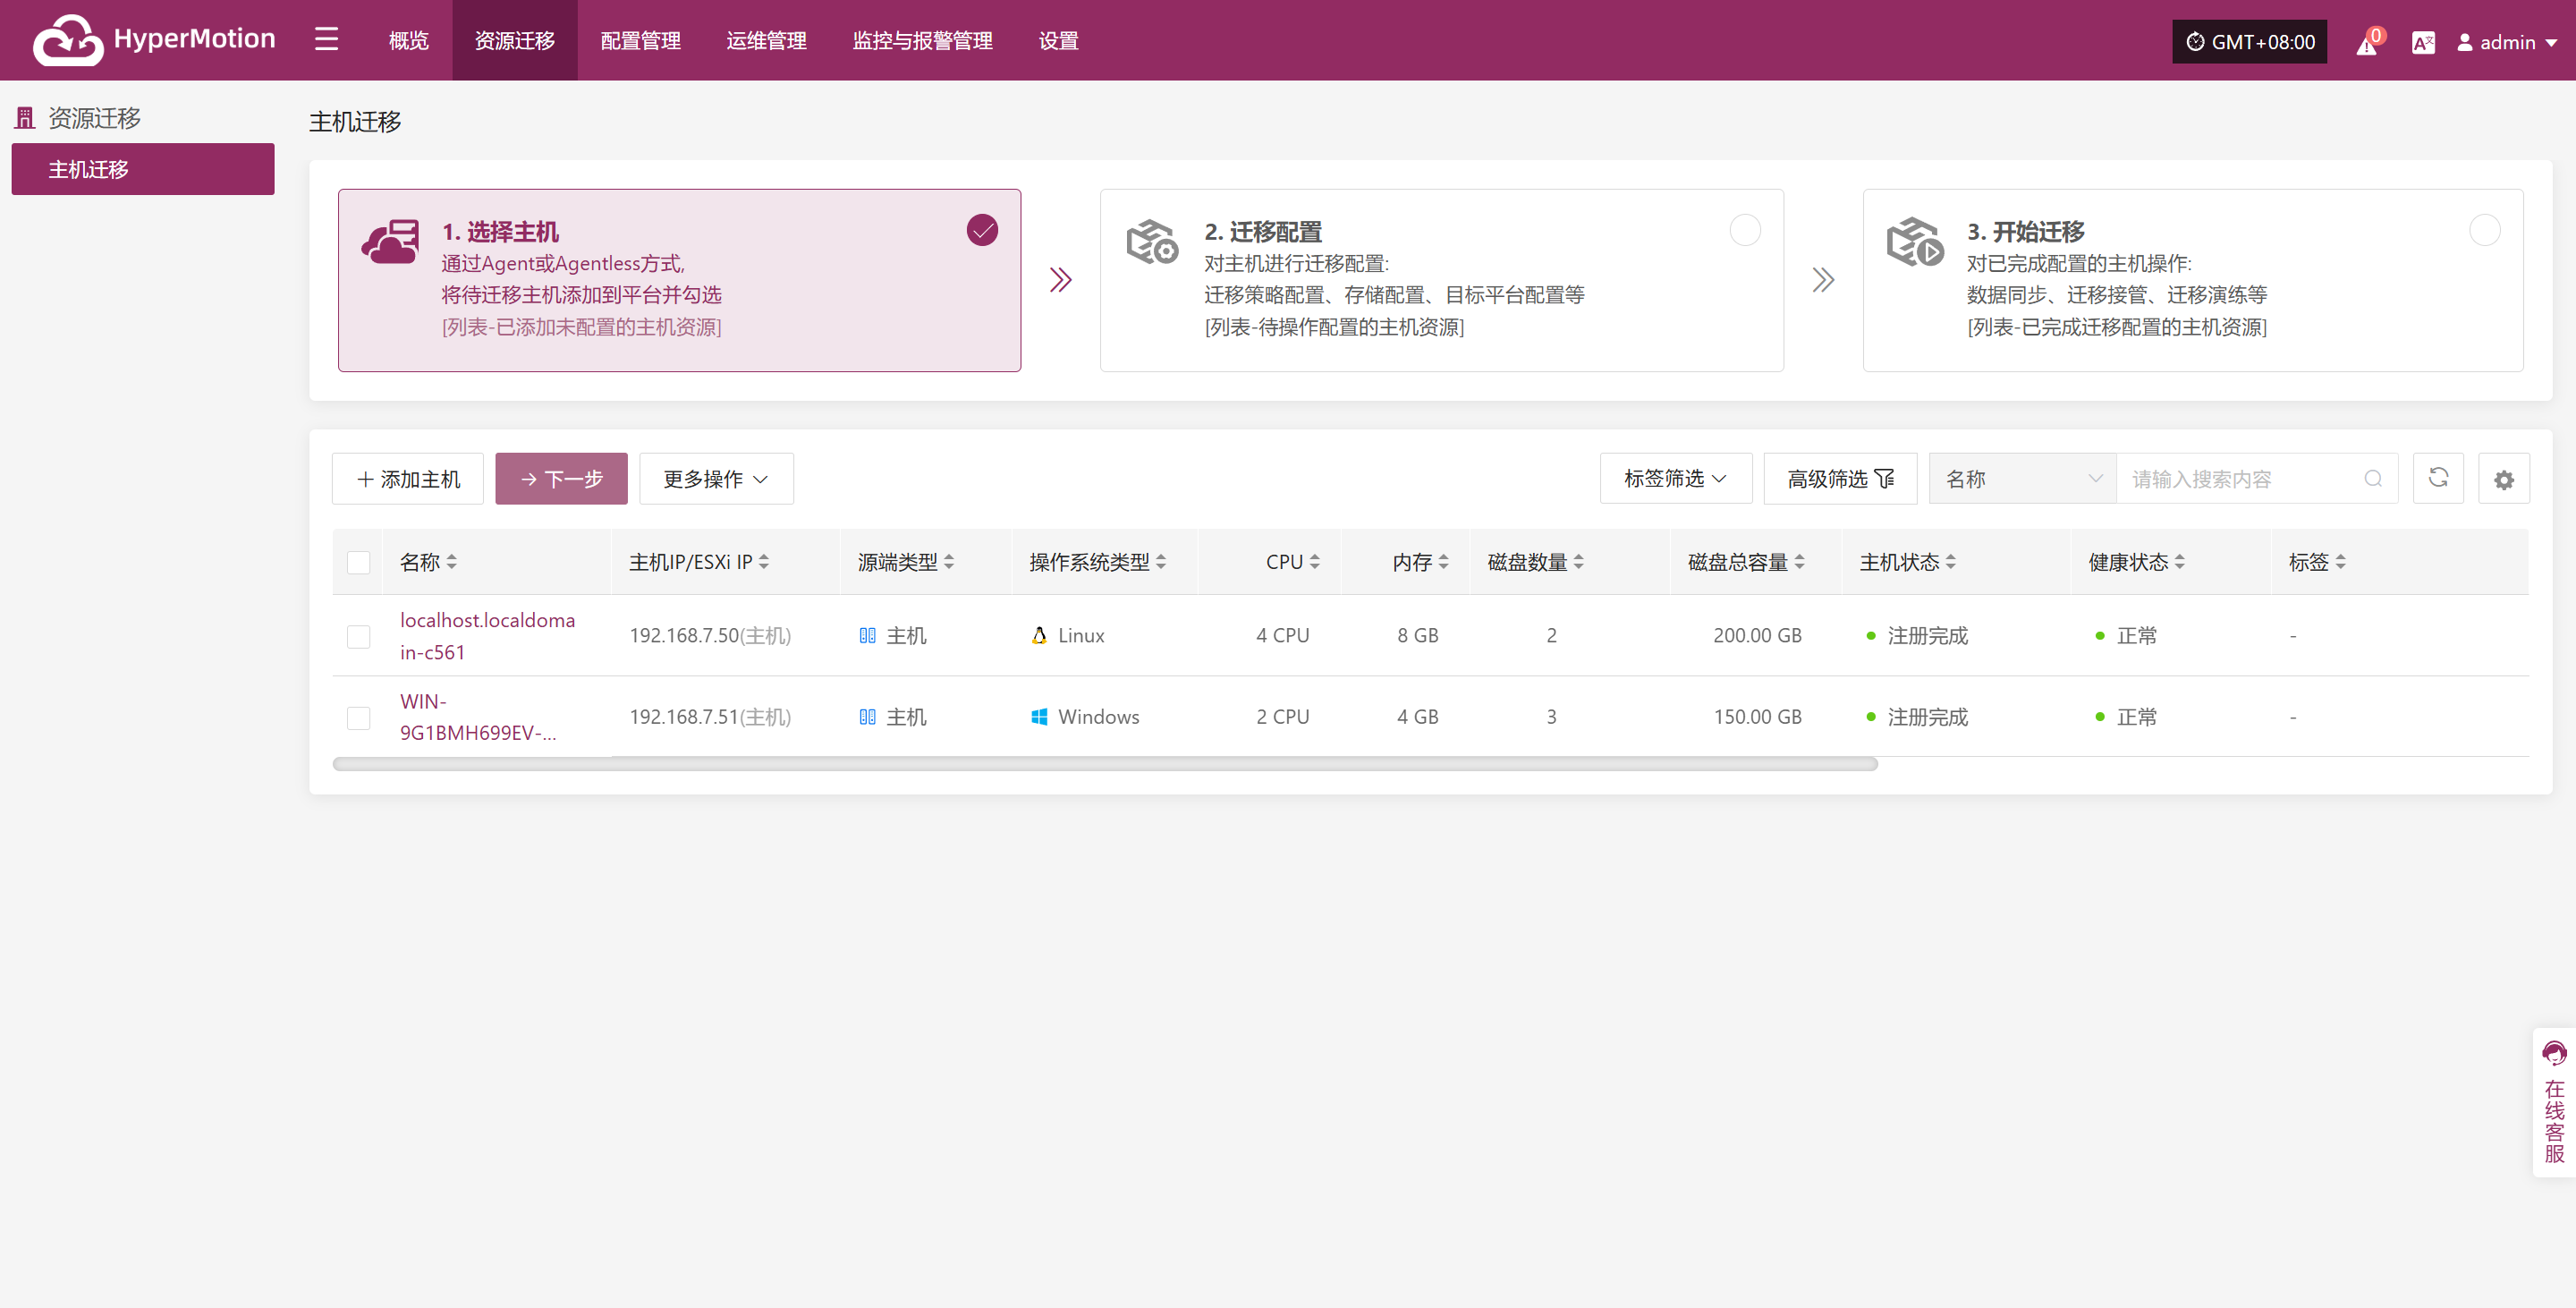 HyperMotion
概览
资源迁移
配置管理
运维管理
监控与报警管理
设置
GMT+08:00
0
admin
资源迁移
主机迁移
主机迁移
1. 选择主机
通过Agent或Agentless方式,
将待迁移主机添加到平台并勾选
[列表-已添加未配置的主机资源]
2. 迁移配置
对主机进行迁移配置:
迁移策略配置、存储配置、目标平台配置等
[列表-待操作配置的主机资源]
3. 开始迁移
对已完成配置的主机操作:
数据同步、迁移接管、迁移演练等
[列表-已完成迁移配置的主机资源]
添加主机
下一步
更多操作
标签筛选
高级筛选
名称
请输入搜索内容
名称 主机IP/ESXi IP 源端类型 操作系统类型 CPU 内存 磁盘数量 磁盘总容量 主机状态 健康状态 标签
localhost.localdoma
in-c561
192.168.7.50(主机) 主机 Linux 4 CPU 8 GB 2 200.00 GB 注册完成 正常 -
WIN-
9G1BMH699EV-...
192.168.7.51(主机) 主机 Windows 2 CPU 4 GB 3 150.00 GB 注册完成 正常 -
在线客服